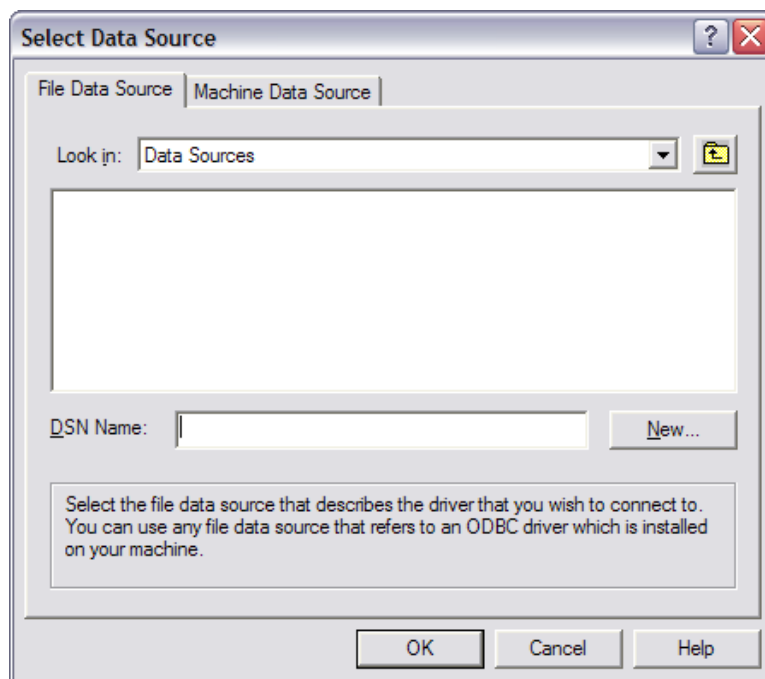 Select Data Source
?
File Data Source
Machine Data Source
Look in:
Data Sources
DSN Name:
New...
Select the file data source that describes the driver that you wish to connect to.
You can use any file data source that refers to an ODBC driver which is installed
on your machine.
OK
Cancel
Help